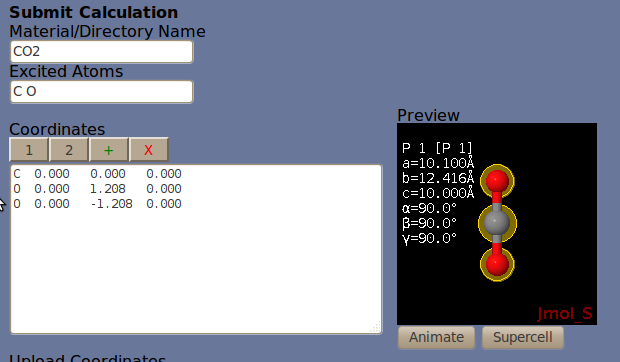 Submit Calculation
Material/Directory Name
CO2
Excited Atoms
C O
Coordinates
1 2 + X
C 0.000 0.000 0.000
O 0.000 1.208 0.000
O 0.000 -1.208 0.000
Preview
P 1 [P 1]
a=10.100Å
b=12.416Å
c=10.000Å
α=90.0°
β=90.0°
γ=90.0°
Jmol_S
Animate Supercell
Upload Coordinates